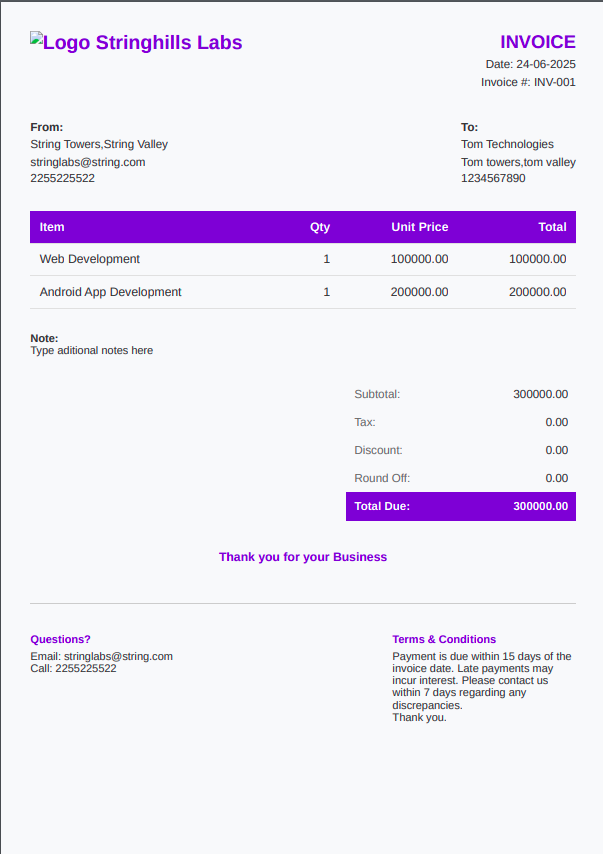 Logo Stringhills Labs
INVOICE
Date: 24-06-2025
Invoice #: INV-001
From:
String Towers,String Valley
stringlabs@string.com
2255225522
To:
Tom Technologies
Tom towers,tom valley
1234567890
Item Qty Unit Price Total
Web Development 1 100000.00 100000.00
Android App Development 1 200000.00 200000.00
Note:
Type aditional notes here
Subtotal: 300000.00
Tax: 0.00
Discount: 0.00
Round Off: 0.00
Total Due: 300000.00
Thank you for your Business
Questions?
Email: stringlabs@string.com
Call: 2255225522
Terms & Conditions
Payment is due within 15 days of the
invoice date. Late payments may
incur interest. Please contact us
within 7 days regarding any
discrepancies.
Thank you.